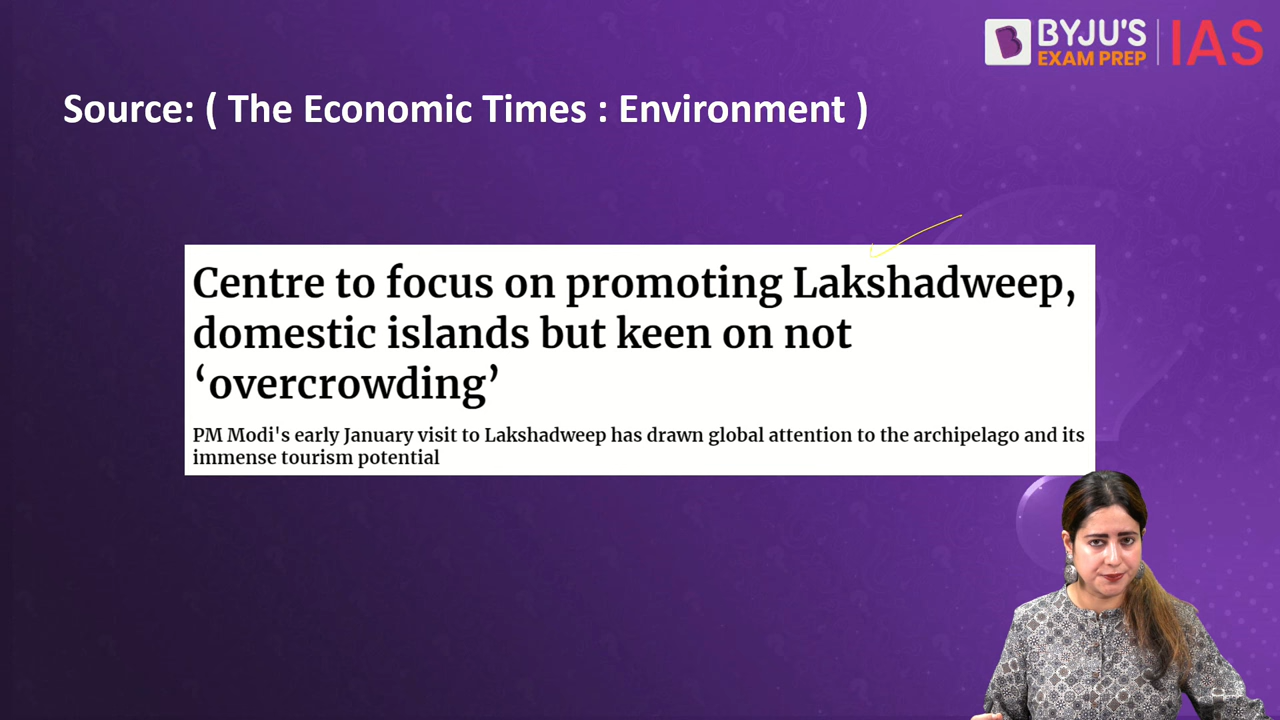 BYJU'S
EXAM PREP
IAS
Source: ( The Economic Times : Environment )
Centre to focus on promoting Lakshadweep,
domestic islands but keen on not
‘overcrowding’
PM Modi's early January visit to Lakshadweep has drawn global attention to the archipelago and its
immense tourism potential